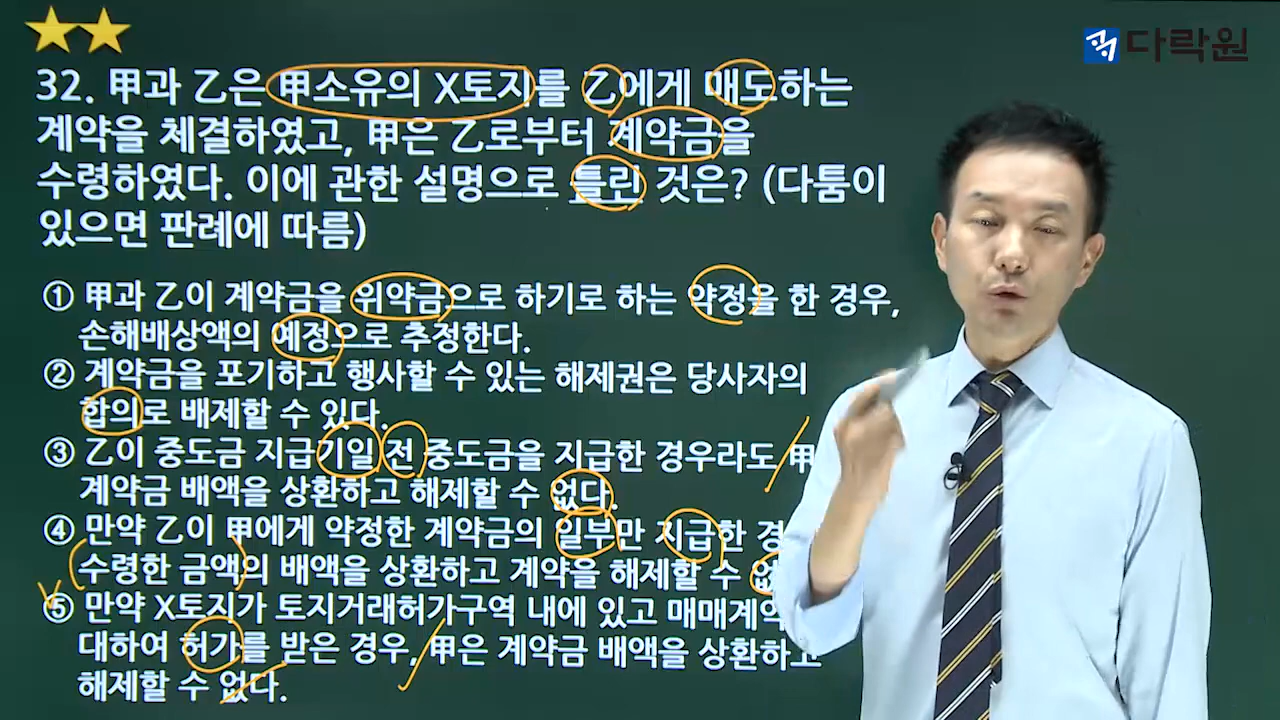 다락원
32. 甲과 乙은 甲소유의 X토지를 乙에게 매도하는
계약을 체결하였고, 甲은 乙로부터 계약금을
수령하였다. 이에 관한 설명으로 틀린 것은? (다툼이
있으면 판례에 따름)
① 甲과 乙이 계약금을 위약금으로 하기로 하는 약정을 한 경우,
손해배상액의 예정으로 추정한다.
② 계약금을 포기하고 행사할 수 있는 해제권은 당사자의
합의로 배제할 수 있다.
③ 乙이 중도금 지급기일 전 중도금을 지급한 경우라도 甲
계약금 배액을 상환하고 해제할 수 없다.
④ 만약 乙이 甲에게 약정한 계약금의 일부만 지급한 경
수령한 금액의 배액을 상환하고 계약을 해제할 수
⑤ 만약 X토지가 토지거래허가구역 내에 있고 매매계약
대하여 허가를 받은 경우, 甲은 계약금 배액을 상환하고
해제할 수 없다.